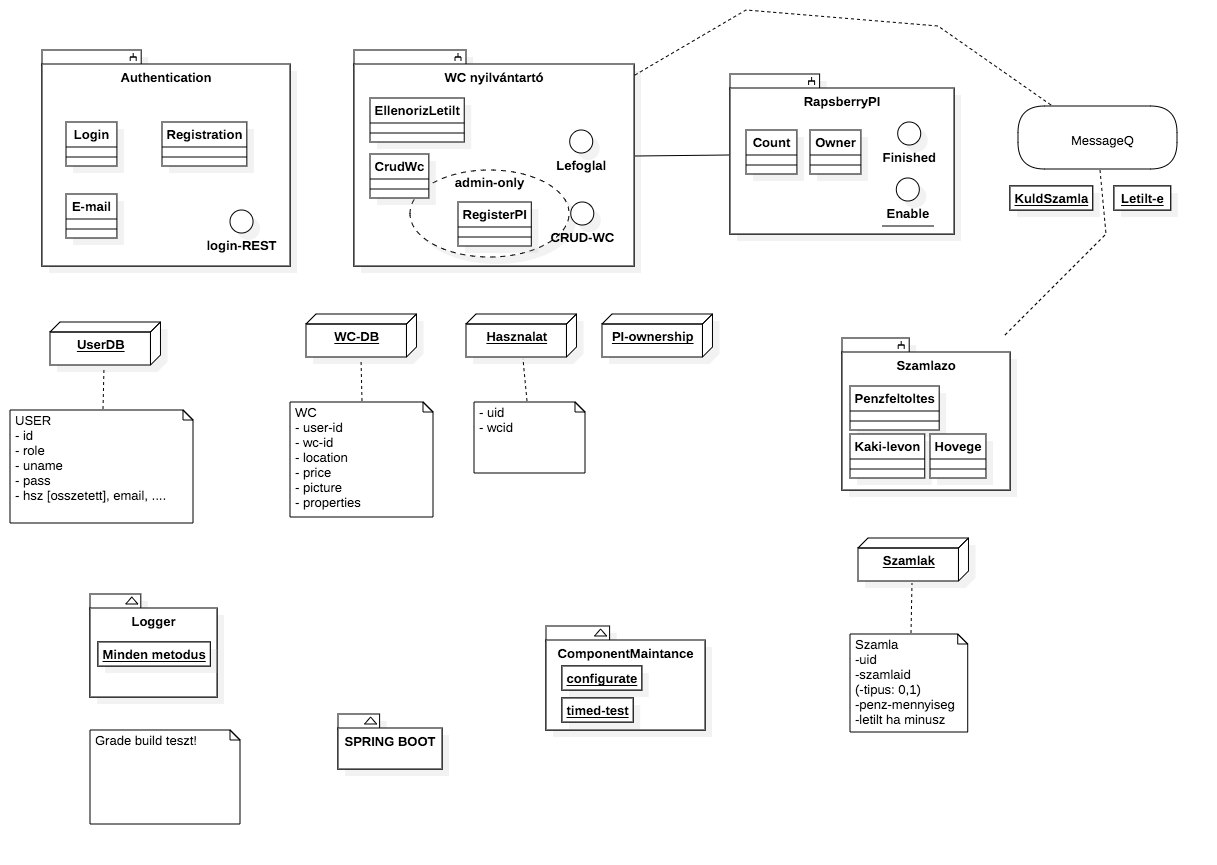 Authentication
Login
Registration
E-mail
login-REST
WC nyilvántartó
EllenorizLetilt
CrudWc
Lefoglal
admin-only
RegisterPI
CRUD-WC
RapsberryPI
Count
Owner
Finished
Enable
MessageQ
KuldSzamla
Letilt-e
UserDB
WC-DB
Hasznalat
PI-ownership
USER
- id
- role
- uname
- pass
- hsz [osszetett], email, ....
WC
- user-id
- wc-id
- location
- price
- picture
- properties
- uid
- wcid
Szamlazo
Penzfeltoltes
Kaki-levon
Hovege
Szamlak
Szamla
-uid
-szamlaid
(-tipus: 0,1)
-penz-mennyiseg
-letilt ha minusz
Logger
Minden metodus
ComponentMaintance
configurate
timed-test
Grade build teszt!
SPRING BOOT